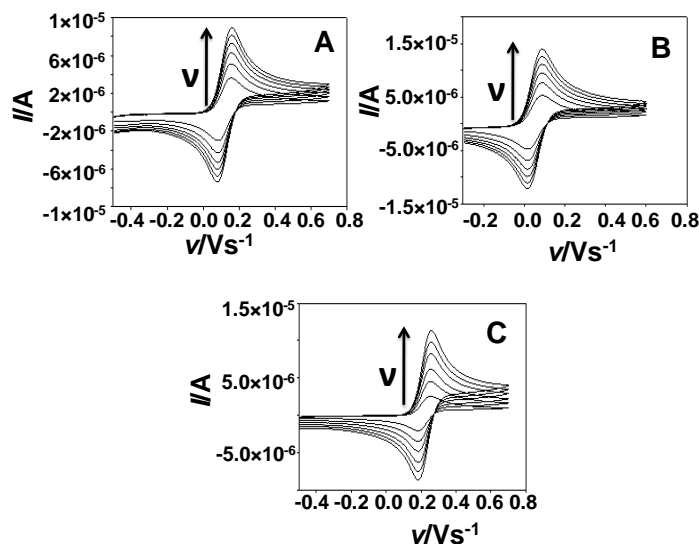 A
1×10⁻⁵
6×10⁻⁶
2×10⁻⁶
-2×10⁻⁶
-6×10⁻⁶
-1×10⁻⁵
I/A
ν
-0.4 -0.2 0.0 0.2 0.4 0.6 0.8
v/Vs⁻¹
B
1.5×10⁻⁵
5.0×10⁻⁶
-5.0×10⁻⁶
-1.5×10⁻⁵
I/A
ν
-0.2 0.0 0.2 0.4 0.6 0.8
v/Vs⁻¹
C
1.5×10⁻⁵
5.0×10⁻⁶
-5.0×10⁻⁶
I/A
ν
-0.4 -0.2 0.0 0.2 0.4 0.6 0.8
v/Vs⁻¹